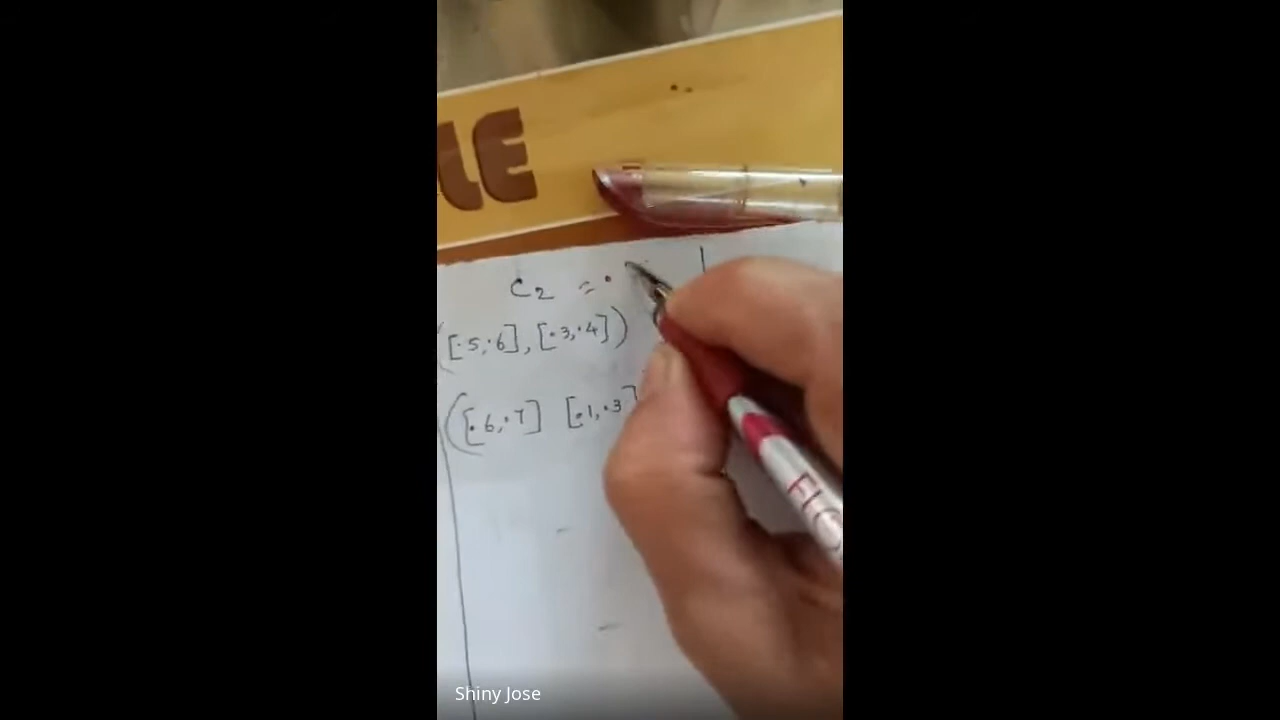 LE
C2 = .
([.5,.6], [.3,.4])
([.6,.7] [.1,.3]
Shiny Jose